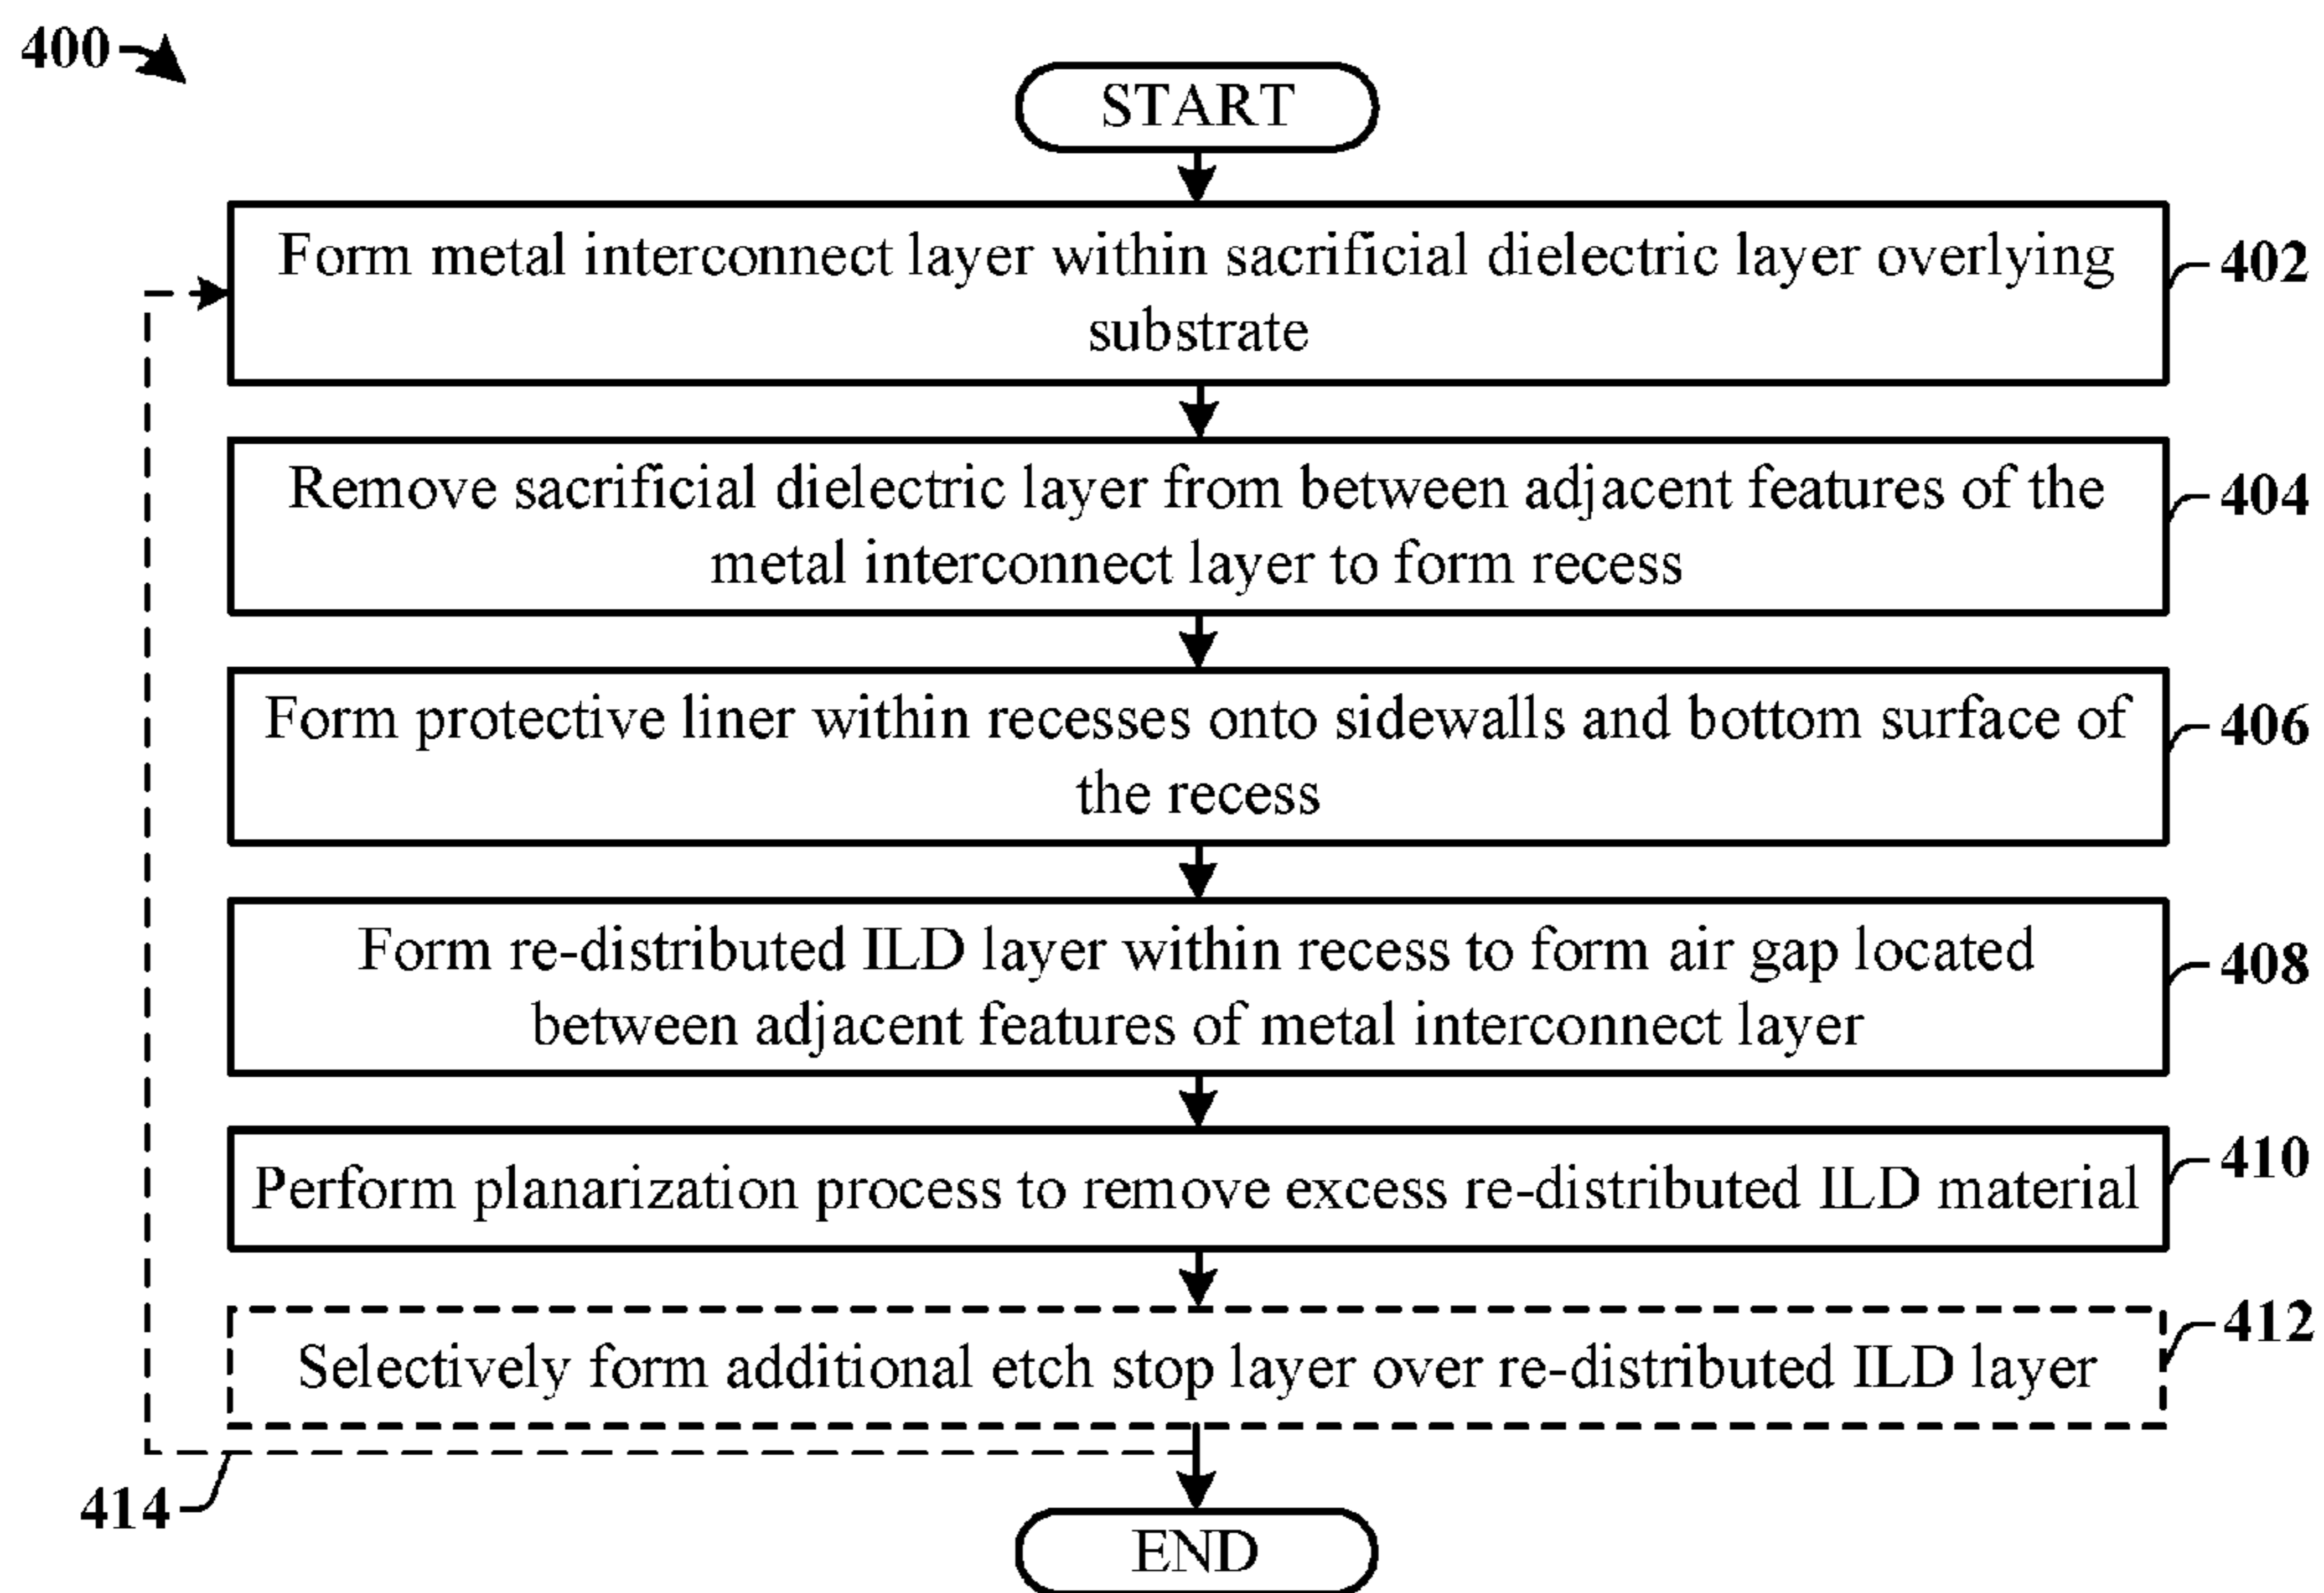 400
START
Form metal interconnect layer within sacrificial dielectric layer overlying
substrate
402
Remove sacrificial dielectric layer from between adjacent features of the
metal interconnect layer to form recess
404
Form protective liner within recesses onto sidewalls and bottom surface of
the recess
406
Form re-distributed ILD layer within recess to form air gap located
between adjacent features of metal interconnect layer
408
Perform planarization process to remove excess re-distributed ILD material
410
Selectively form additional etch stop layer over re-distributed ILD layer
412
414
END